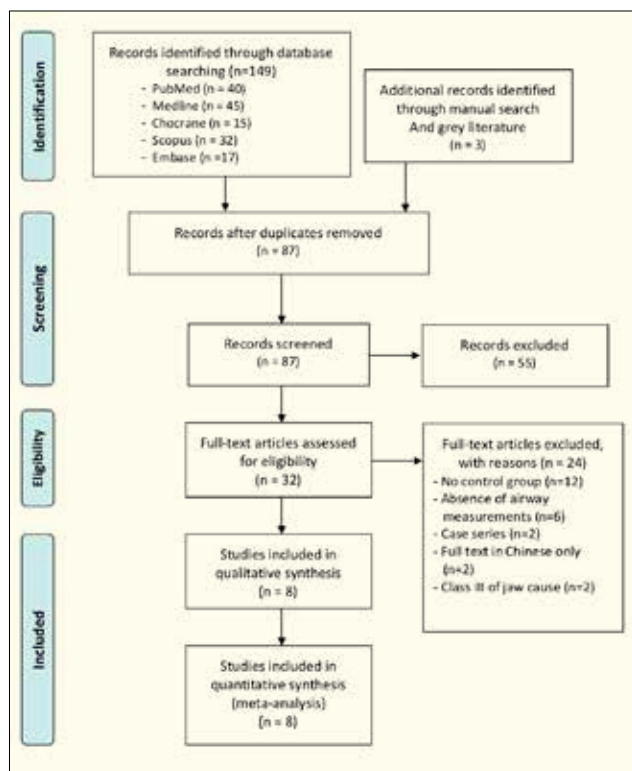 Identification
Records identified through database
searching (n=149)
- PubMed (n = 40)
- Medline (n = 45)
- Chocrane (n = 15)
- Scopus (n = 32)
- Embase (n =17)
Additional records identified
through manual search
And grey literature
(n = 3)
Screening
Records after duplicates removed
(n = 87)
Records screened
(n = 87)
Records excluded
(n = 55)
Eligibility
Full-text articles assessed
for eligibility
(n = 32)
Full-text articles excluded,
with reasons (n = 24)
- No control group (n=12)
- Absence of airway
measurements (n=6)
- Case series (n=2)
- Full text in Chinese only
(n=2)
- Class III of jaw cause (n=2)
Included
Studies included in
qualitative synthesis
(n = 8)
Studies included in
quantitative synthesis
(meta-analysis)
(n = 8)